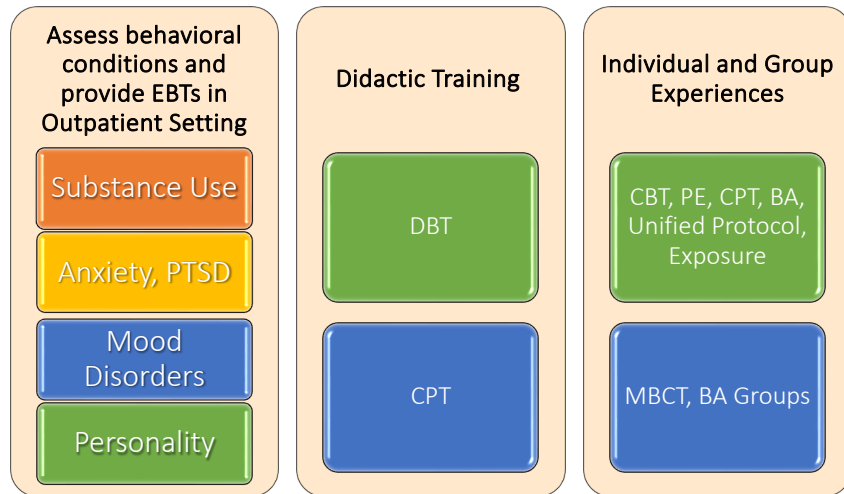 Assess behavioral
conditions and
provide EBTs in
Outpatient Setting
Substance Use
Anxiety, PTSD
Mood
Disorders
Personality
Didactic Training
DBT
CPT
Individual and Group
Experiences
CBT, PE, CPT, BA,
Unified Protocol,
Exposure
MBCT, BA Groups